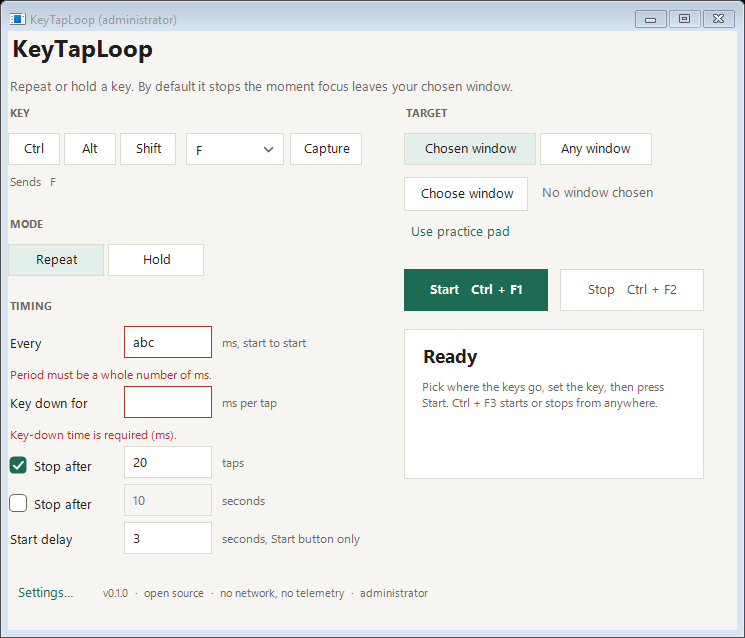 KeyTapLoop (administrator)
KeyTapLoop
Repeat or hold a key. By default it stops the moment focus leaves your chosen window.
KEY
Ctrl Alt Shift F Capture
Sends F
MODE
Repeat Hold
TIMING
Every abc ms, start to start
Period must be a whole number of ms.
Key down for ms per tap
Key-down time is required (ms).
Stop after 20 taps
Stop after 10 seconds
Start delay 3 seconds, Start button only
TARGET
Chosen window Any window
Choose window No window chosen
Use practice pad
Start Ctrl + F1 Stop Ctrl + F2
Ready
Pick where the keys go, set the key, then press
Start. Ctrl + F3 starts or stops from anywhere.
Settings... v0.1.0 · open source · no network, no telemetry · administrator